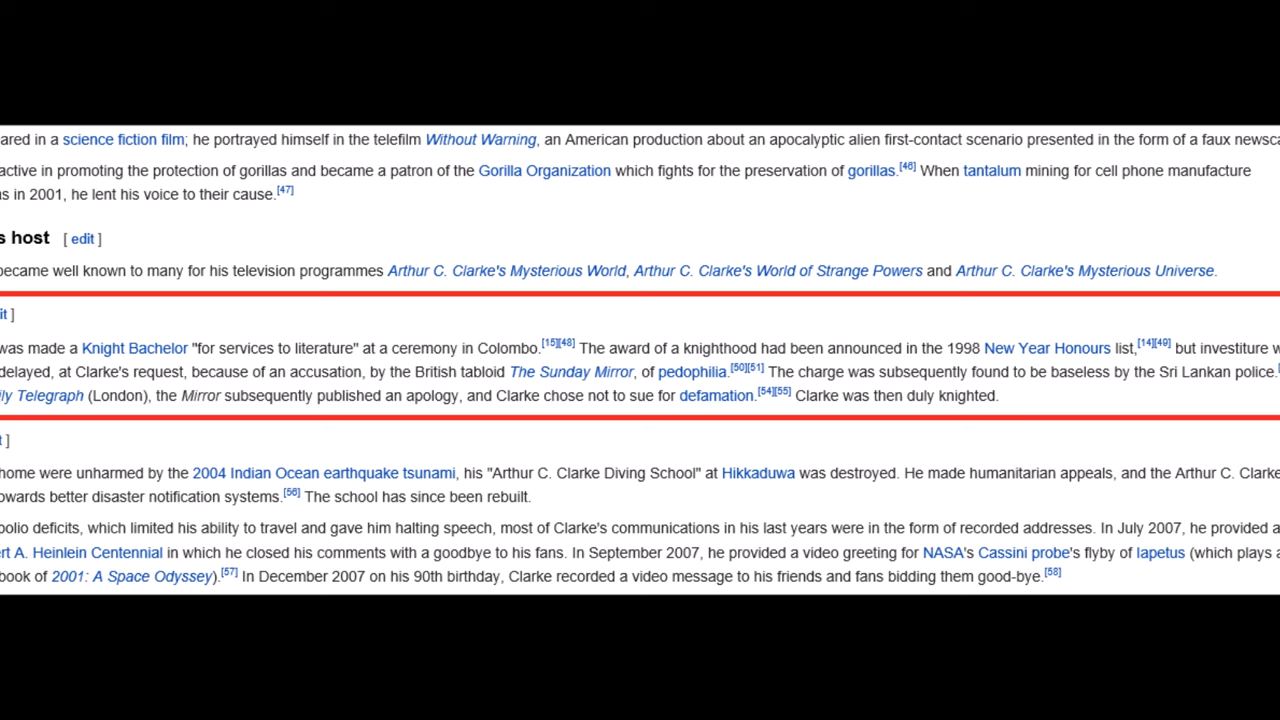 ared in a science fiction film; he portrayed himself in the telefilm Without Warning, an American production about an apocalyptic alien first-contact scenario presented in the form of a faux newsca
active in promoting the protection of gorillas and became a patron of the Gorilla Organization which fights for the preservation of gorillas.[46] When tantalum mining for cell phone manufacture
s in 2001, he lent his voice to their cause.[47]
s host [ edit ]
became well known to many for his television programmes Arthur C. Clarke's Mysterious World, Arthur C. Clarke's World of Strange Powers and Arthur C. Clarke's Mysterious Universe.
it ]
was made a Knight Bachelor "for services to literature" at a ceremony in Colombo.[15][48] The award of a knighthood had been announced in the 1998 New Year Honours list,[14][49] but investiture w
delayed, at Clarke's request, because of an accusation, by the British tabloid The Sunday Mirror, of pedophilia.[50][51] The charge was subsequently found to be baseless by the Sri Lankan police.[
ily Telegraph (London), the Mirror subsequently published an apology, and Clarke chose not to sue for defamation.[54][55] Clarke was then duly knighted.
t ]
home were unharmed by the 2004 Indian Ocean earthquake tsunami, his "Arthur C. Clarke Diving School" at Hikkaduwa was destroyed. He made humanitarian appeals, and the Arthur C. Clarke
owards better disaster notification systems.[56] The school has since been rebuilt.
polio deficits, which limited his ability to travel and gave him halting speech, most of Clarke's communications in his last years were in the form of recorded addresses. In July 2007, he provided a
rt A. Heinlein Centennial in which he closed his comments with a goodbye to his fans. In September 2007, he provided a video greeting for NASA's Cassini probe's flyby of Iapetus (which plays a
book of 2001: A Space Odyssey).[57] In December 2007 on his 90th birthday, Clarke recorded a video message to his friends and fans bidding them good-bye.[58]